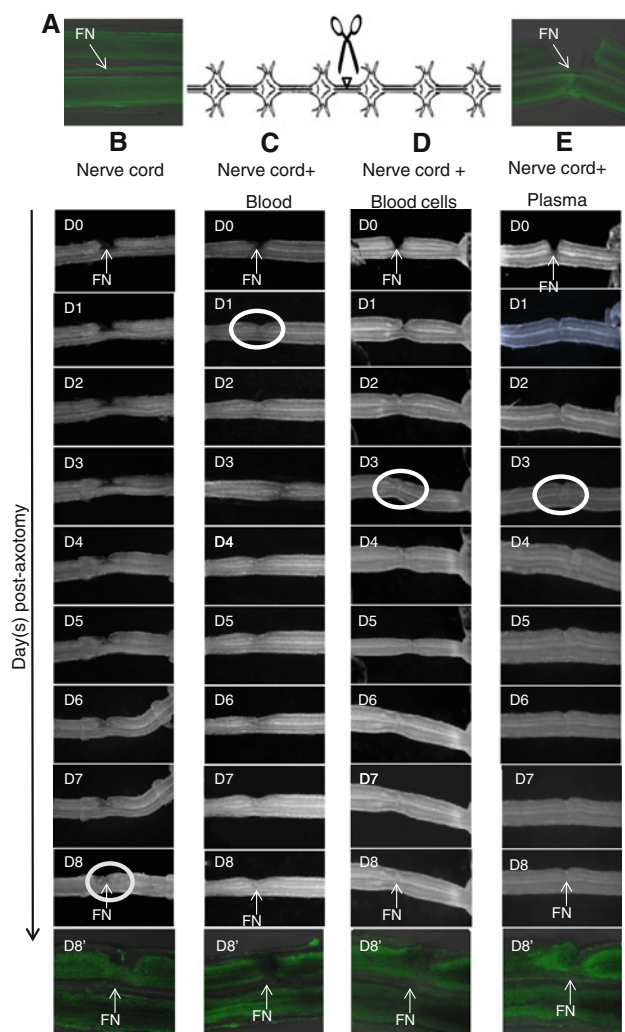 A
FN
FN
B
C
D
E
Nerve cord
Nerve cord+
Blood
Nerve cord +
Blood cells
Nerve cord+
Plasma
Day(s) post-axotomy
D0
FN
D0
FN
D0
FN
D0
FN
D1
D1
D1
D1
D2
D2
D2
D2
D3
D3
D3
D3
D4
D4
D4
D4
D5
D5
D5
D5
D6
D6
D6
D6
D7
D7
D7
D7
D8
FN
D8
FN
D8
FN
D8
FN
D8'
FN
D8'
FN
D8'
FN
D8'
FN